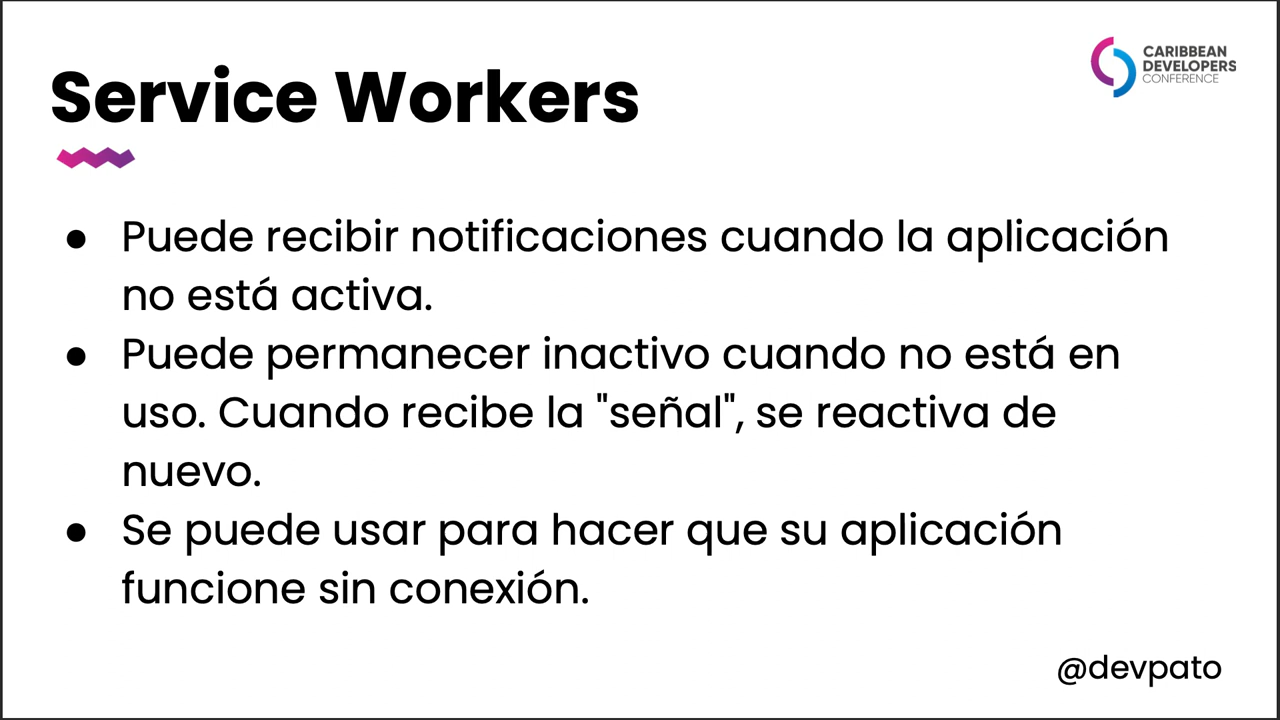 Service Workers
CARIBBEAN
DEVELOPERS
CONFERENCE
● Puede recibir notificaciones cuando la aplicación
no está activa.
● Puede permanecer inactivo cuando no está en
uso. Cuando recibe la "señal", se reactiva de
nuevo.
● Se puede usar para hacer que su aplicación
funcione sin conexión.
@devpato